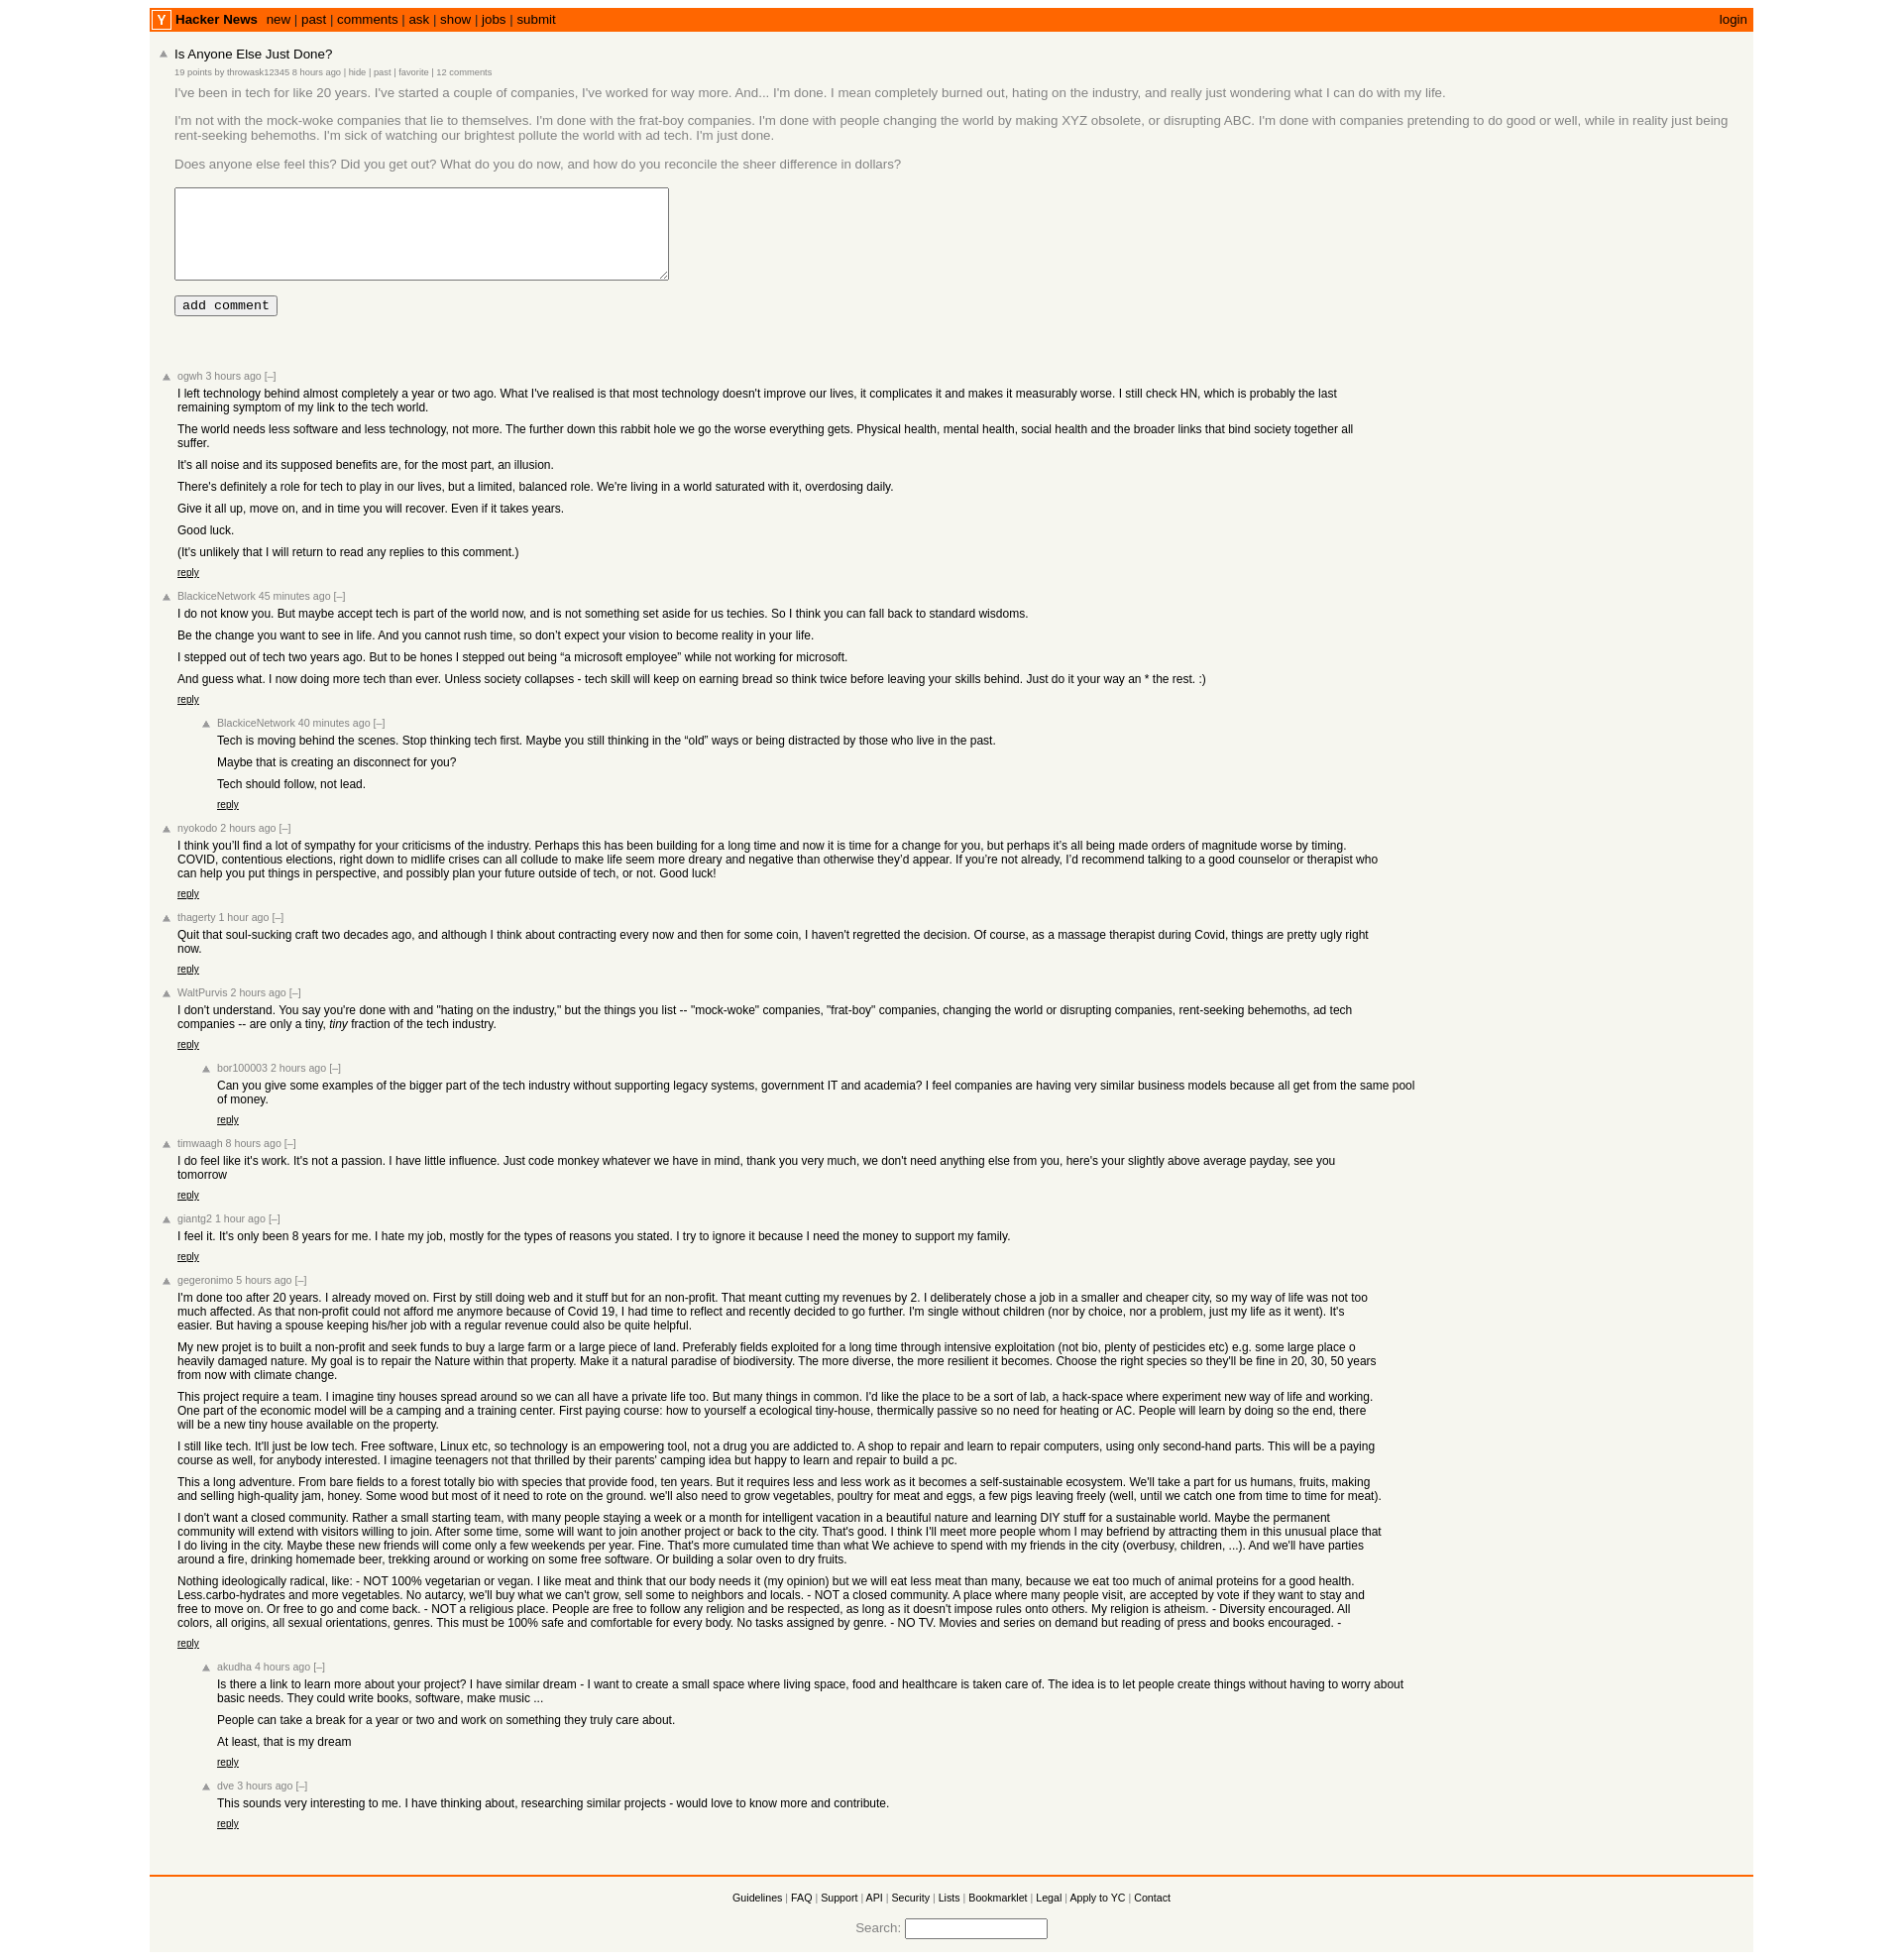 Y Hacker News new | past | comments | ask | show | jobs | submit login
Is Anyone Else Just Done?
19 points by throwask12345 8 hours ago | hide | past | favorite | 12 comments
I've been in tech for like 20 years. I've started a couple of companies, I've worked for way more. And... I'm done. I mean completely burned out, hating on the industry, and really just wondering what I can do with my life.
I'm not with the mock-woke companies that lie to themselves. I'm done with the frat-boy companies. I'm done with people changing the world by making XYZ obsolete, or disrupting ABC. I'm done with companies pretending to do good or well, while in reality just being
rent-seeking behemoths. I'm sick of watching our brightest pollute the world with ad tech. I'm just done.
Does anyone else feel this? Did you get out? What do you do now, and how do you reconcile the sheer difference in dollars?
add comment
ogwh 3 hours ago [–]
I left technology behind almost completely a year or two ago. What I've realised is that most technology doesn't improve our lives, it complicates it and makes it measurably worse. I still check HN, which is probably the last
remaining symptom of my link to the tech world.
The world needs less software and less technology, not more. The further down this rabbit hole we go the worse everything gets. Physical health, mental health, social health and the broader links that bind society together all
suffer.
It's all noise and its supposed benefits are, for the most part, an illusion.
There's definitely a role for tech to play in our lives, but a limited, balanced role. We're living in a world saturated with it, overdosing daily.
Give it all up, move on, and in time you will recover. Even if it takes years.
Good luck.
(It's unlikely that I will return to read any replies to this comment.)
reply
BlackiceNetwork 45 minutes ago [–]
I do not know you. But maybe accept tech is part of the world now, and is not something set aside for us techies. So I think you can fall back to standard wisdoms.
Be the change you want to see in life. And you cannot rush time, so don’t expect your vision to become reality in your life.
I stepped out of tech two years ago. But to be hones I stepped out being “a microsoft employee” while not working for microsoft.
And guess what. I now doing more tech than ever. Unless society collapses - tech skill will keep on earning bread so think twice before leaving your skills behind. Just do it your way an * the rest. :)
reply
BlackiceNetwork 40 minutes ago [–]
Tech is moving behind the scenes. Stop thinking tech first. Maybe you still thinking in the “old” ways or being distracted by those who live in the past.
Maybe that is creating an disconnect for you?
Tech should follow, not lead.
reply
nyokodo 2 hours ago [–]
I think you’ll find a lot of sympathy for your criticisms of the industry. Perhaps this has been building for a long time and now it is time for a change for you, but perhaps it’s all being made orders of magnitude worse by timing.
COVID, contentious elections, right down to midlife crises can all collude to make life seem more dreary and negative than otherwise they’d appear. If you’re not already, I’d recommend talking to a good counselor or therapist who
can help you put things in perspective, and possibly plan your future outside of tech, or not. Good luck!
reply
thagerty 1 hour ago [–]
Quit that soul-sucking craft two decades ago, and although I think about contracting every now and then for some coin, I haven't regretted the decision. Of course, as a massage therapist during Covid, things are pretty ugly right
now.
reply
WaltPurvis 2 hours ago [–]
I don't understand. You say you're done with and "hating on the industry," but the things you list -- "mock-woke" companies, "frat-boy" companies, changing the world or disrupting companies, rent-seeking behemoths, ad tech
companies -- are only a tiny, tiny fraction of the tech industry.
reply
bor100003 2 hours ago [–]
Can you give some examples of the bigger part of the tech industry without supporting legacy systems, government IT and academia? I feel companies are having very similar business models because all get from the same pool
of money.
reply
timwaagh 8 hours ago [–]
I do feel like it's work. It's not a passion. I have little influence. Just code monkey whatever we have in mind, thank you very much, we don't need anything else from you, here's your slightly above average payday, see you
tomorrow
reply
giantg2 1 hour ago [–]
I feel it. It's only been 8 years for me. I hate my job, mostly for the types of reasons you stated. I try to ignore it because I need the money to support my family.
reply
gegeronimo 5 hours ago [–]
I'm done too after 20 years. I already moved on. First by still doing web and it stuff but for an non-profit. That meant cutting my revenues by 2. I deliberately chose a job in a smaller and cheaper city, so my way of life was not too
much affected. As that non-profit could not afford me anymore because of Covid 19, I had time to reflect and recently decided to go further. I'm single without children (nor by choice, nor a problem, just my life as it went). It's
easier. But having a spouse keeping his/her job with a regular revenue could also be quite helpful.
My new projet is to built a non-profit and seek funds to buy a large farm or a large piece of land. Preferably fields exploited for a long time through intensive exploitation (not bio, plenty of pesticides etc) e.g. some large place o
heavily damaged nature. My goal is to repair the Nature within that property. Make it a natural paradise of biodiversity. The more diverse, the more resilient it becomes. Choose the right species so they'll be fine in 20, 30, 50 years
from now with climate change.
This project require a team. I imagine tiny houses spread around so we can all have a private life too. But many things in common. I'd like the place to be a sort of lab, a hack-space where experiment new way of life and working.
One part of the economic model will be a camping and a training center. First paying course: how to yourself a ecological tiny-house, thermically passive so no need for heating or AC. People will learn by doing so the end, there
will be a new tiny house available on the property.
I still like tech. It'll just be low tech. Free software, Linux etc, so technology is an empowering tool, not a drug you are addicted to. A shop to repair and learn to repair computers, using only second-hand parts. This will be a paying
course as well, for anybody interested. I imagine teenagers not that thrilled by their parents' camping idea but happy to learn and repair to build a pc.
This a long adventure. From bare fields to a forest totally bio with species that provide food, ten years. But it requires less and less work as it becomes a self-sustainable ecosystem. We'll take a part for us humans, fruits, making
and selling high-quality jam, honey. Some wood but most of it need to rote on the ground. we'll also need to grow vegetables, poultry for meat and eggs, a few pigs leaving freely (well, until we catch one from time to time for meat).
I don't want a closed community. Rather a small starting team, with many people staying a week or a month for intelligent vacation in a beautiful nature and learning DIY stuff for a sustainable world. Maybe the permanent
community will extend with visitors willing to join. After some time, some will want to join another project or back to the city. That's good. I think I'll meet more people whom I may befriend by attracting them in this unusual place that
I do living in the city. Maybe these new friends will come only a few weekends per year. Fine. That's more cumulated time than what We achieve to spend with my friends in the city (overbusy, children, ...). And we'll have parties
around a fire, drinking homemade beer, trekking around or working on some free software. Or building a solar oven to dry fruits.
Nothing ideologically radical, like: - NOT 100% vegetarian or vegan. I like meat and think that our body needs it (my opinion) but we will eat less meat than many, because we eat too much of animal proteins for a good health.
Less.carbo-hydrates and more vegetables. No autarcy, we'll buy what we can't grow, sell some to neighbors and locals. - NOT a closed community. A place where many people visit, are accepted by vote if they want to stay and
free to move on. Or free to go and come back. - NOT a religious place. People are free to follow any religion and be respected, as long as it doesn't impose rules onto others. My religion is atheism. - Diversity encouraged. All
colors, all origins, all sexual orientations, genres. This must be 100% safe and comfortable for every body. No tasks assigned by genre. - NO TV. Movies and series on demand but reading of press and books encouraged. -
reply
akudha 4 hours ago [–]
Is there a link to learn more about your project? I have similar dream - I want to create a small space where living space, food and healthcare is taken care of. The idea is to let people create things without having to worry about
basic needs. They could write books, software, make music ...
People can take a break for a year or two and work on something they truly care about.
At least, that is my dream
reply
dve 3 hours ago [–]
This sounds very interesting to me. I have thinking about, researching similar projects - would love to know more and contribute.
reply
Guidelines | FAQ | Support | API | Security | Lists | Bookmarklet | Legal | Apply to YC | Contact
Search: